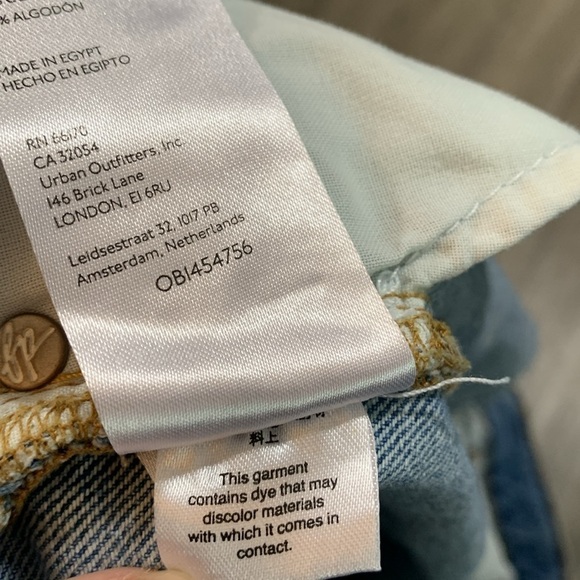 % ALGODÓN
MADE IN EGYPT
HECHO EN EGIPTO
RN 66170
CA 32054
Urban Outfitters, Inc.
146 Brick Lane
LONDON, E1 6RU
Leidsestraat 32, 1017 PB
Amsterdam, Netherlands
OB1454756
fp
料上
This garment
contains dye that may
discolor materials
with which it comes in
contact.